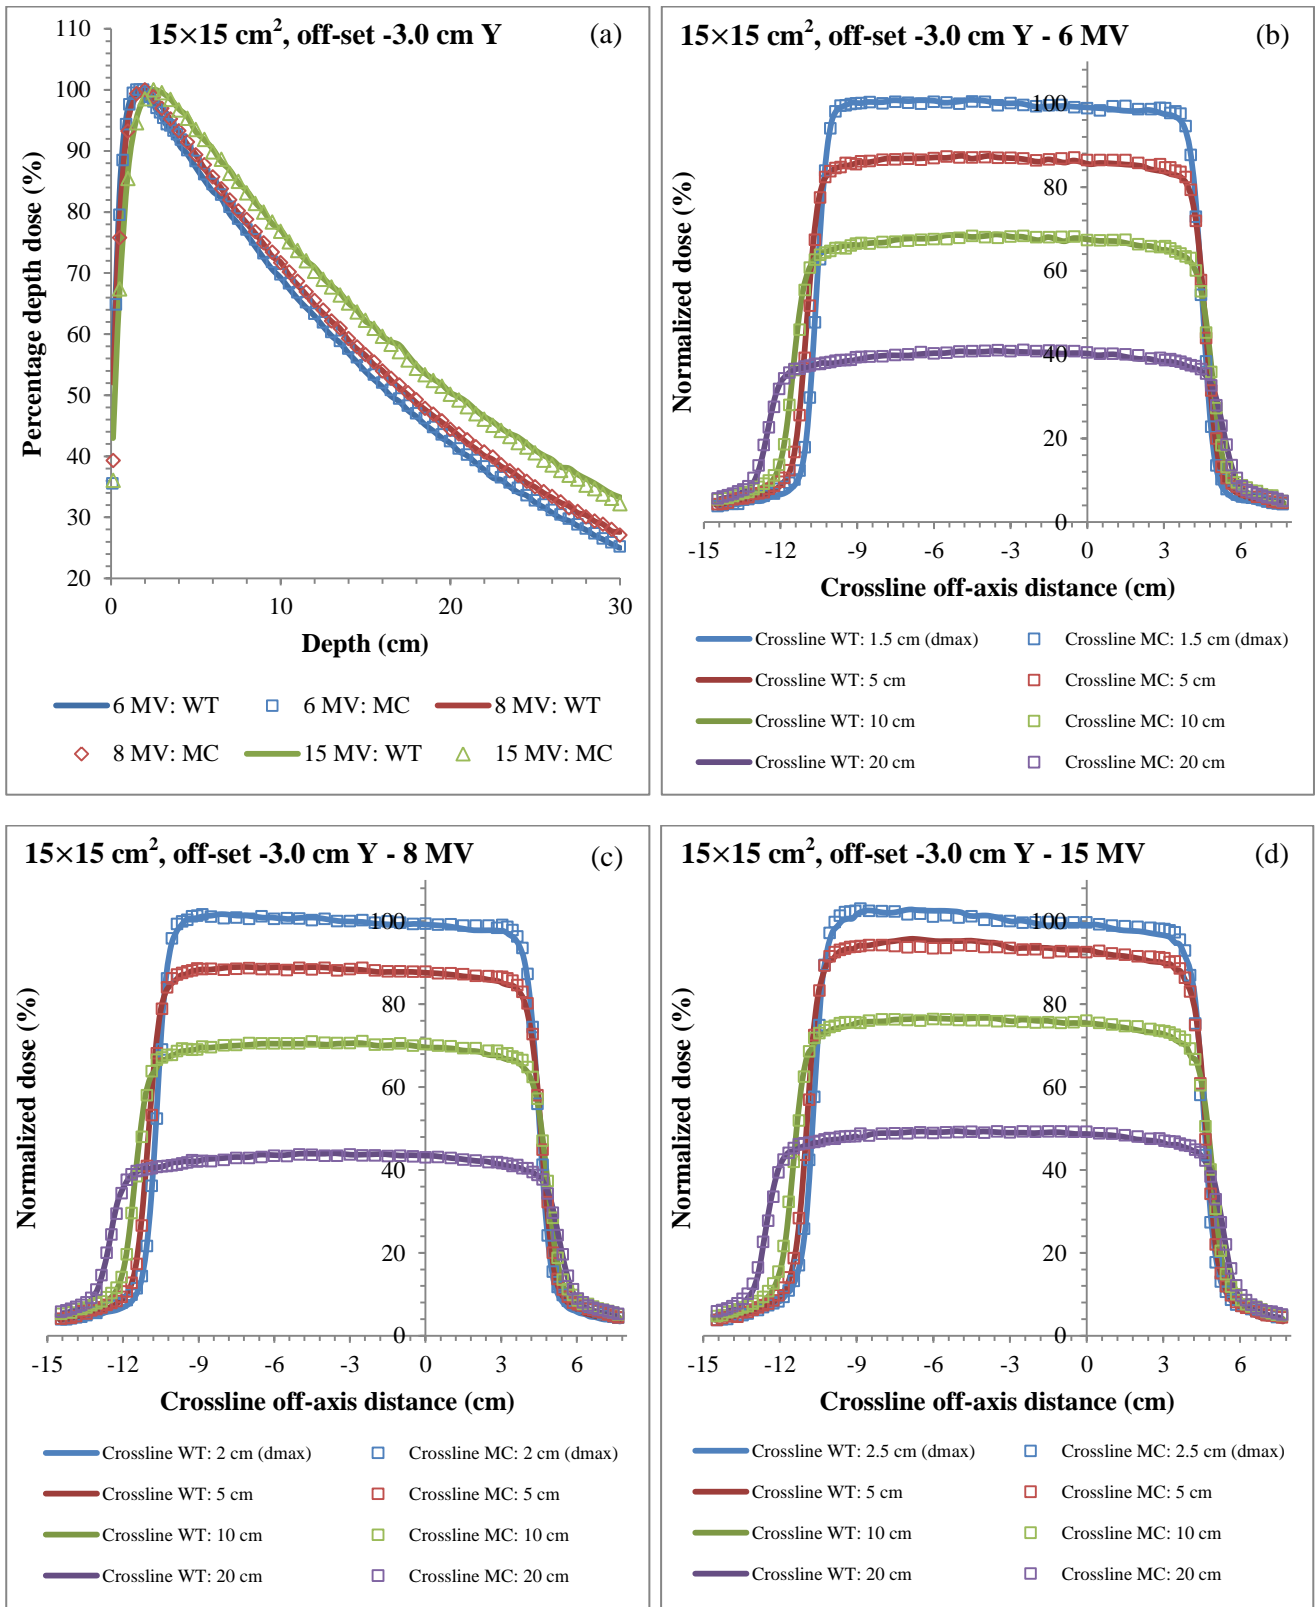 15×15 cm², off-set -3.0 cm Y (a)
110
100
90
80
70
60
50
40
30
20
0 10 20 30
Percentage depth dose (%)
Depth (cm)
6 MV: WT 6 MV: MC 8 MV: WT
8 MV: MC 15 MV: WT 15 MV: MC
15×15 cm², off-set -3.0 cm Y - 6 MV (b)
100
80
60
40
20
0
-15 -12 -9 -6 -3 0 3 6
Normalized dose (%)
Crossline off-axis distance (cm)
Crossline WT: 1.5 cm (dmax) Crossline MC: 1.5 cm (dmax)
Crossline WT: 5 cm Crossline MC: 5 cm
Crossline WT: 10 cm Crossline MC: 10 cm
Crossline WT: 20 cm Crossline MC: 20 cm
15×15 cm², off-set -3.0 cm Y - 8 MV (c)
100
80
60
40
20
0
-15 -12 -9 -6 -3 0 3 6
Normalized dose (%)
Crossline off-axis distance (cm)
Crossline WT: 2 cm (dmax) Crossline MC: 2 cm (dmax)
Crossline WT: 5 cm Crossline MC: 5 cm
Crossline WT: 10 cm Crossline MC: 10 cm
Crossline WT: 20 cm Crossline MC: 20 cm
15×15 cm², off-set -3.0 cm Y - 15 MV (d)
100
80
60
40
20
0
-15 -12 -9 -6 -3 0 3 6
Normalized dose (%)
Crossline off-axis distance (cm)
Crossline WT: 2.5 cm (dmax) Crossline MC: 2.5 cm (dmax)
Crossline WT: 5 cm Crossline MC: 5 cm
Crossline WT: 10 cm Crossline MC: 10 cm
Crossline WT: 20 cm Crossline MC: 20 cm